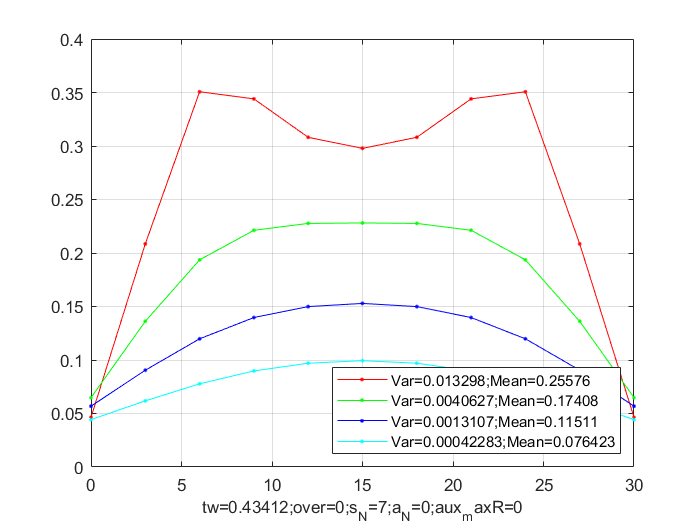 0.4
0.35
0.3
0.25
0.2
0.15
0.1
0.05
0
Var=0.013298;Mean=0.25576
Var=0.0040627;Mean=0.17408
Var=0.0013107;Mean=0.11511
Var=0.00042283;Mean=0.076423
0 5 10 15 20 25 30
tw=0.43412;over=0;s_N=7;a_N=0;aux_maxR=0